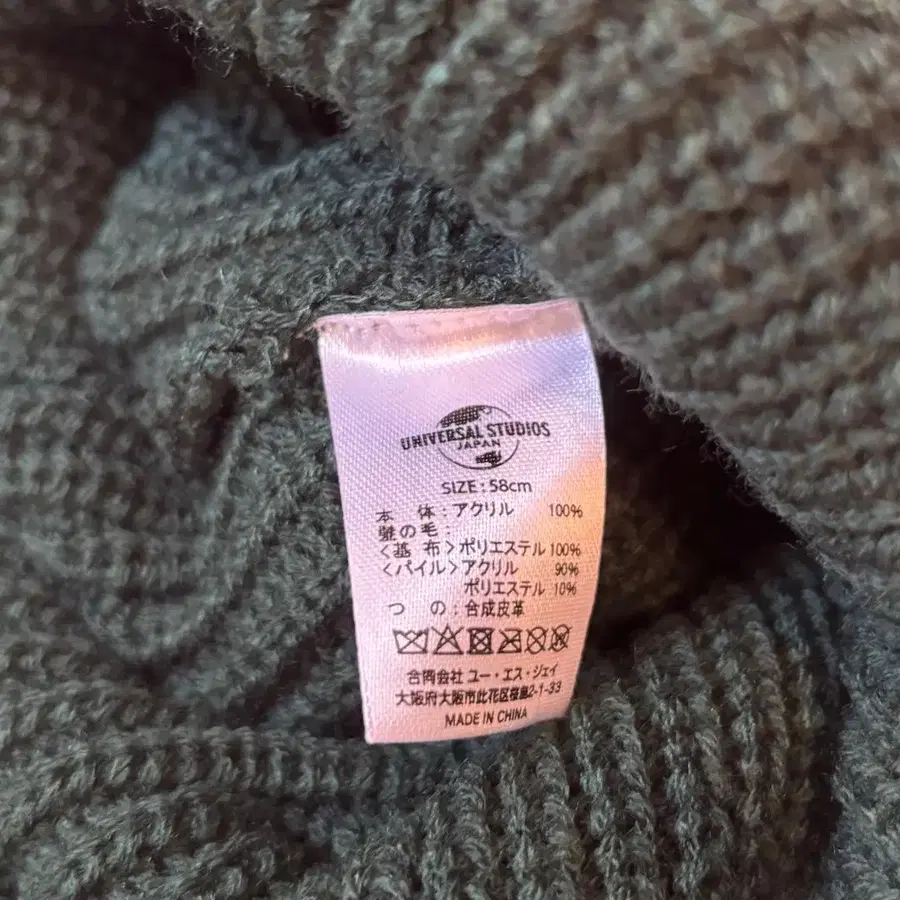 UNIVERSAL STUDIOS
JAPAN
SIZE:58cm
本 体:アクリル 100%
髪の毛:
<基 布>ポリエステル 100%
<パイル>アクリル 90%
ポリエステル 10%
つ の:合成皮革
合同会社 ユー・エス・ジェイ
大阪府大阪市此花区桜島2-1-33
MADE IN CHINA